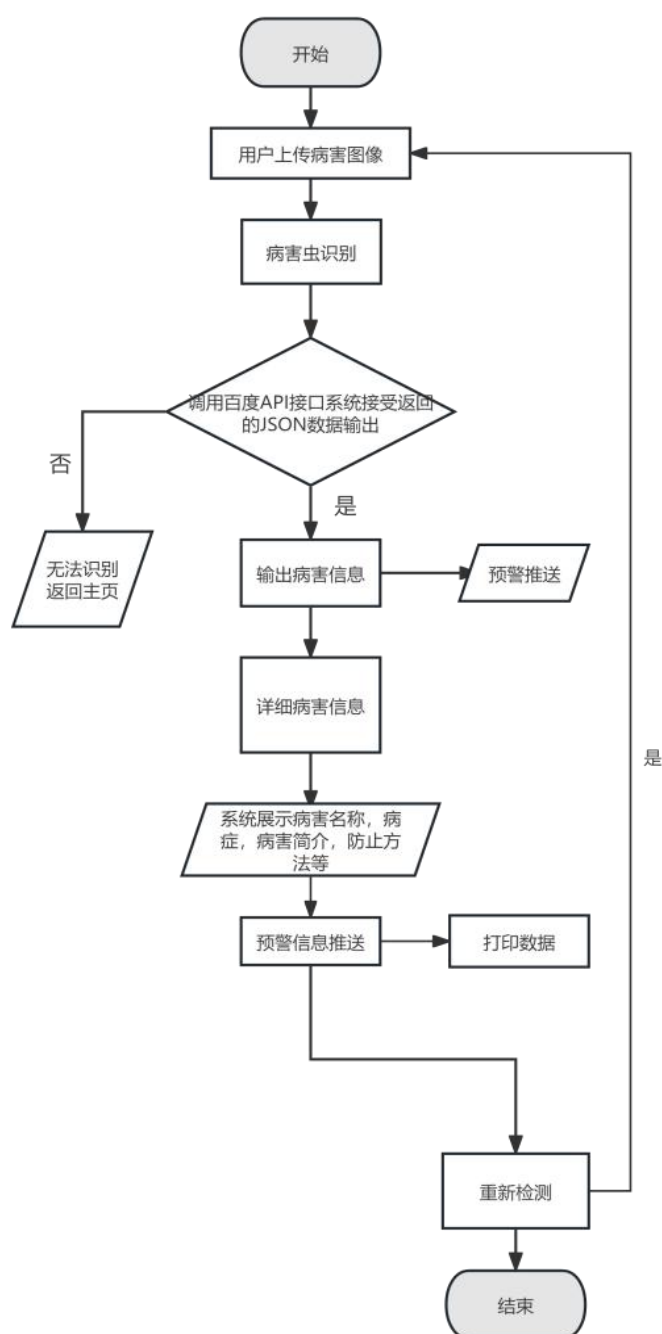 开始
用户上传病害图像
病害虫识别
调用百度API接口系统接受返回
的JSON数据输出
否
是
无法识别
返回主页
输出病害信息
预警推送
详细病害信息
是
系统展示病害名称，病
症，病害简介，防止方
法等
预警信息推送
打印数据
重新检测
结束